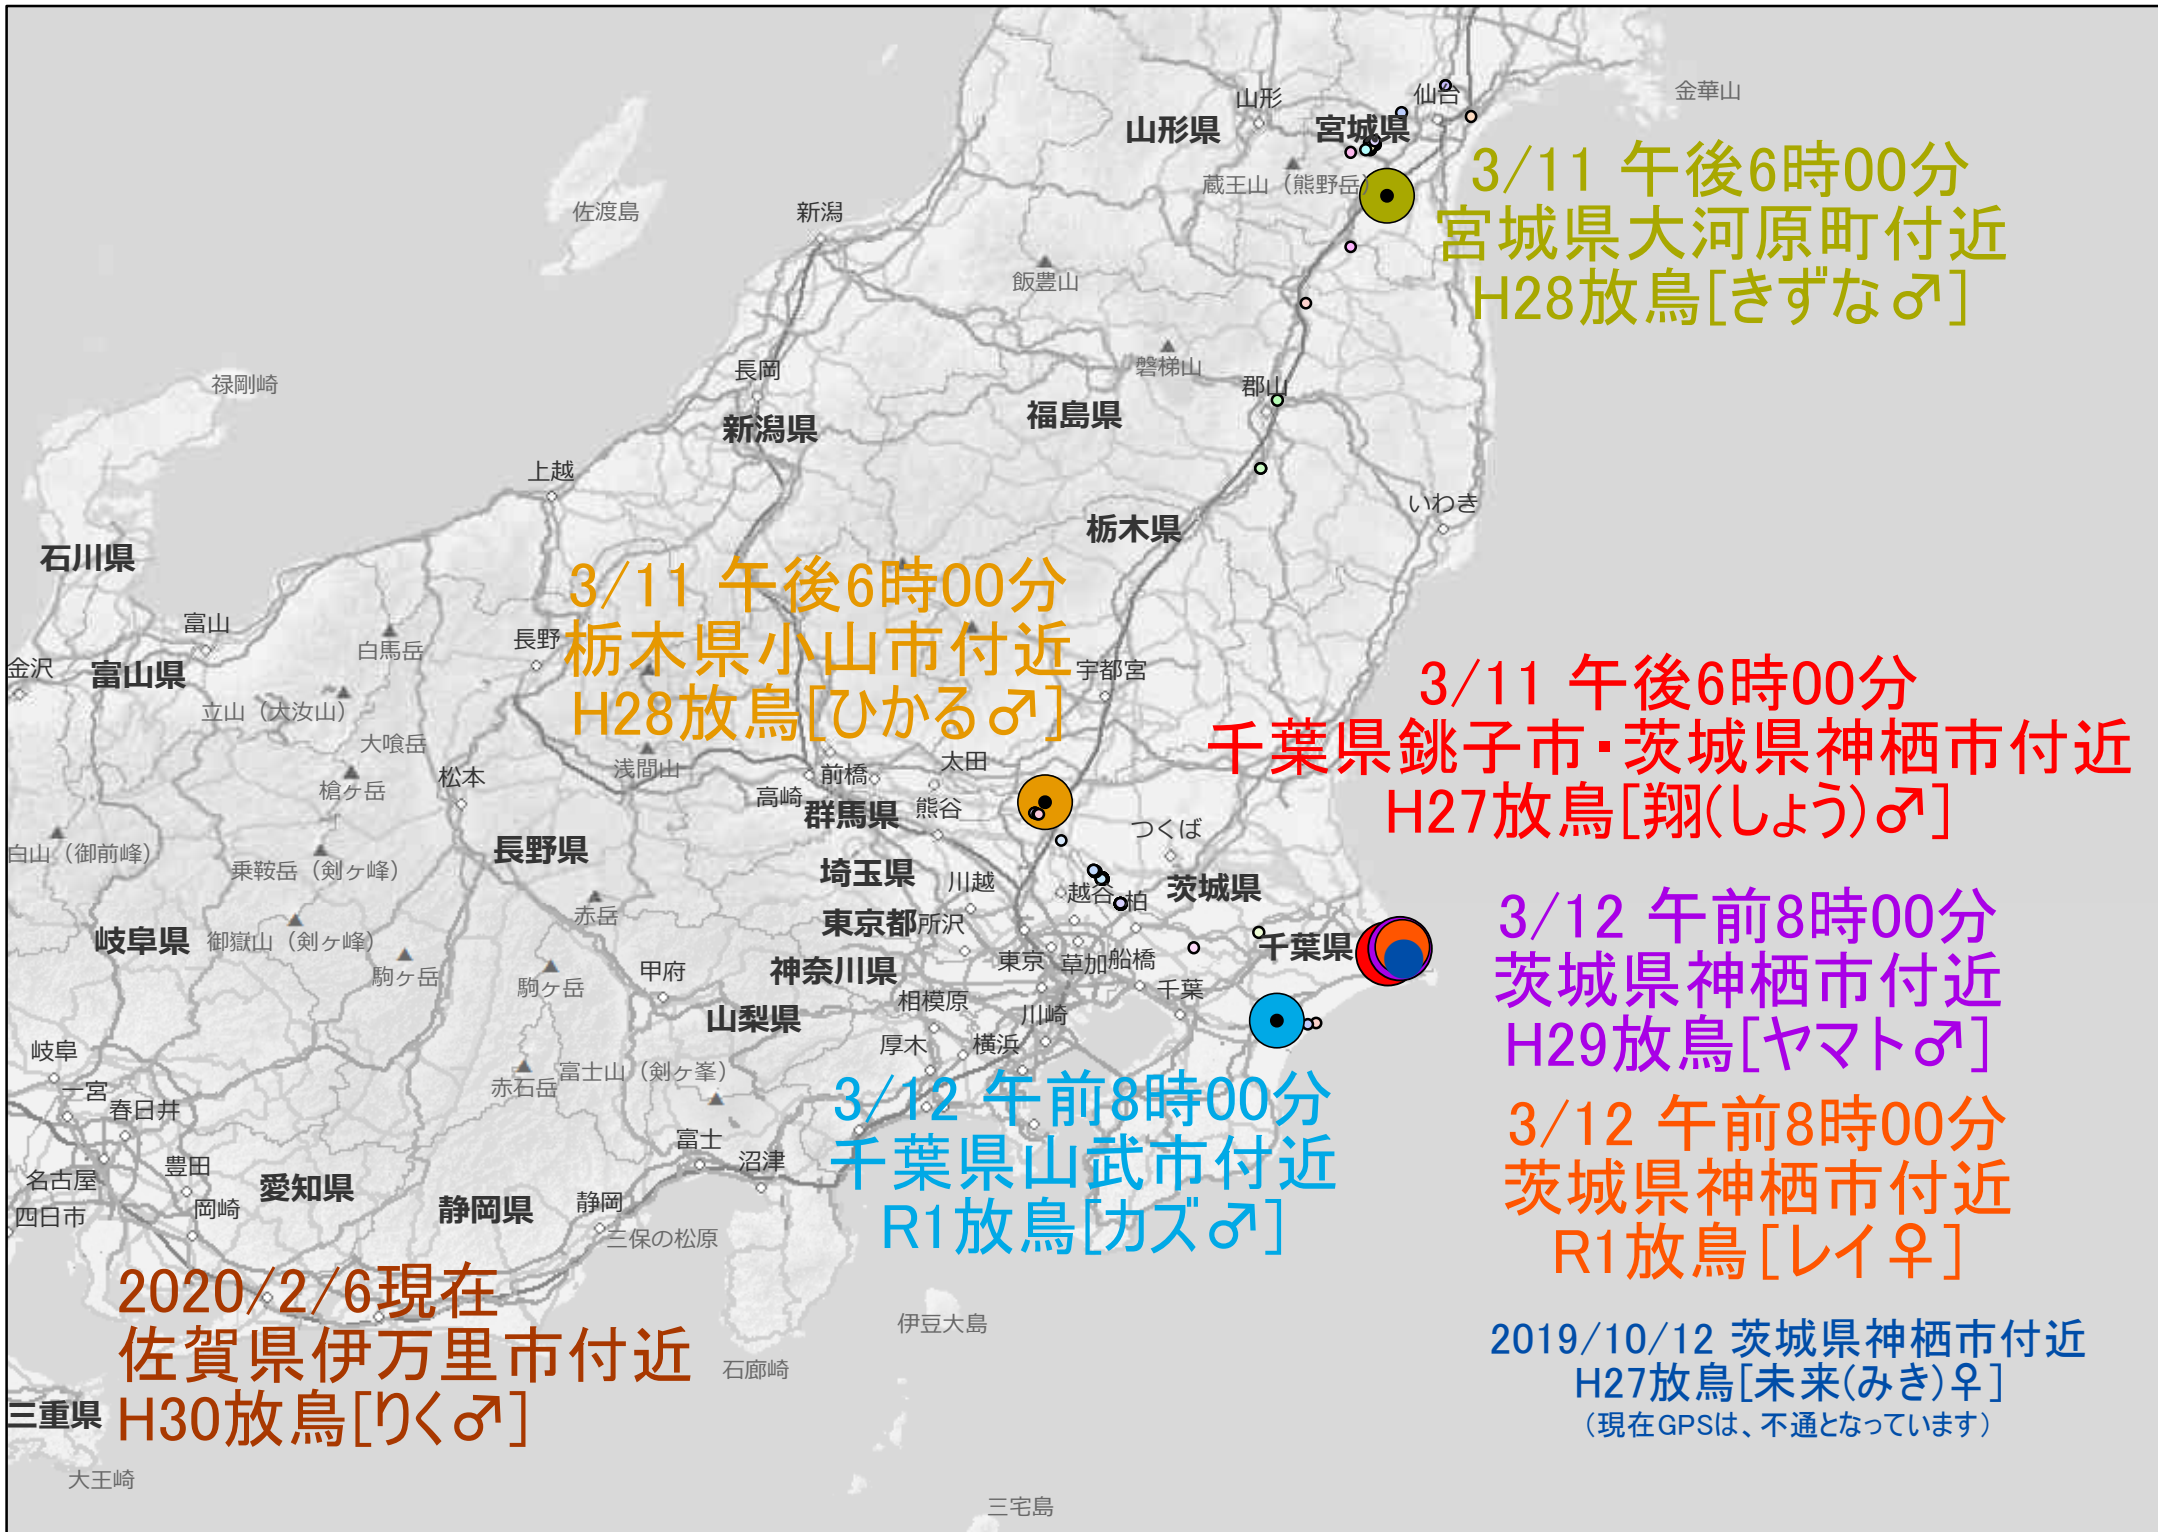 金華山
山形
仙台
山形県
宮城県
蔵王山（熊野岳）
3/11 午後6時00分
宮城県大河原町付近
H28放鳥[きずな♂]
佐渡島
新潟
飯豊山
磐梯山
禄剛崎
長岡
郡山
新潟県
福島県
上越
いわき
栃木県
石川県
3/11 午後6時00分
栃木県小山市付近
H28放鳥[ひかる♂]
富山
長野
白馬岳
金沢
富山県
宇都宮
立山（大汝山）
大喰岳
3/11 午後6時00分
千葉県銚子市・茨城県神栖市付近
H27放鳥[翔(しょう)♂]
浅間山
前橋
太田
松本
槍ヶ岳
高崎
群馬県
熊谷
つくば
白山（御前峰）
長野県
乗鞍岳（剣ヶ峰）
埼玉県
川越
越谷
柏
茨城県
赤岳
東京都
所沢
岐阜県
御嶽山（剣ヶ峰）
千葉県
3/12 午前8時00分
茨城県神栖市付近
H29放鳥[ヤマト♂]
駒ヶ岳
駒ヶ岳
甲府
神奈川県
東京
草加
船橋
千葉
相模原
山梨県
川崎
厚木
横浜
岐阜
一宮
赤石岳
富士山（剣ヶ峯）
春日井
3/12 午前8時00分
千葉県山武市付近
R1放鳥[カズ♂]
3/12 午前8時00分
茨城県神栖市付近
R1放鳥[レイ♀]
富士
沼津
名古屋
豊田
愛知県
岡崎
静岡県
静岡
四日市
三保の松原
2020/2/6現在
佐賀県伊万里市付近
H30放鳥[りく♂]
伊豆大島
石廊崎
2019/10/12 茨城県神栖市付近
H27放鳥[未来(みき)♀]
（現在GPSは、不通となっています）
三重県
大王崎
三宅島